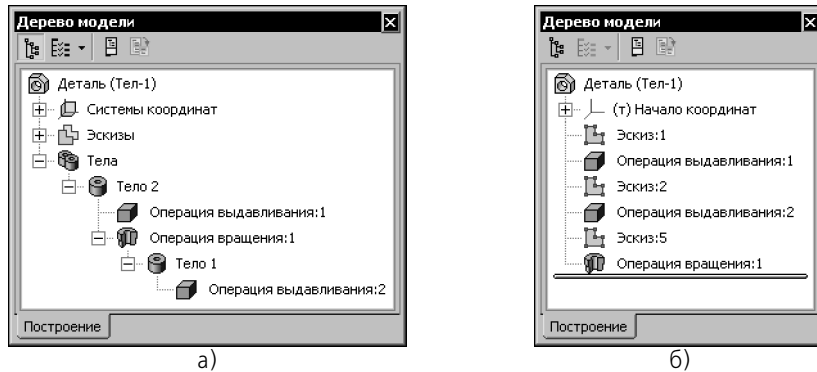 Дерево модели
Деталь (Тел-1)
Системы координат
Эскизы
Тела
Тело 2
Операция выдавливания:1
Операция вращения:1
Тело 1
Операция выдавливания:2
Построение
а)
Дерево модели
Деталь (Тел-1)
(т) Начало координат
Эскиз:1
Операция выдавливания:1
Эскиз:2
Операция выдавливания:2
Эскиз:5
Операция вращения:1
Построение
б)